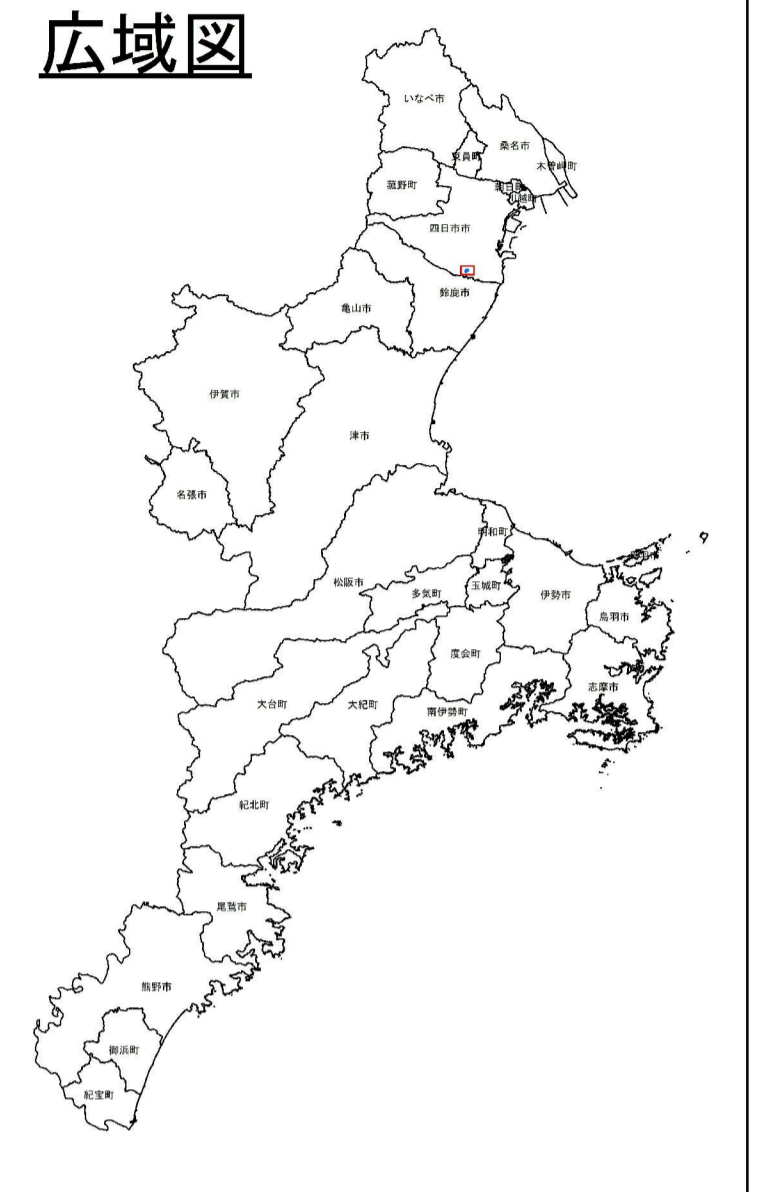 広域図
いなべ市
桑名市
東員町
木曽岬町
菰野町
朝日町
川越町
四日市市
鈴鹿市
亀山市
伊賀市
津市
名張市
明和町
松阪市
多気町
玉城町
伊勢市
鳥羽市
度会町
志摩市
大台町
大紀町
南伊勢町
紀北町
尾鷲市
熊野市
御浜町
紀宝町